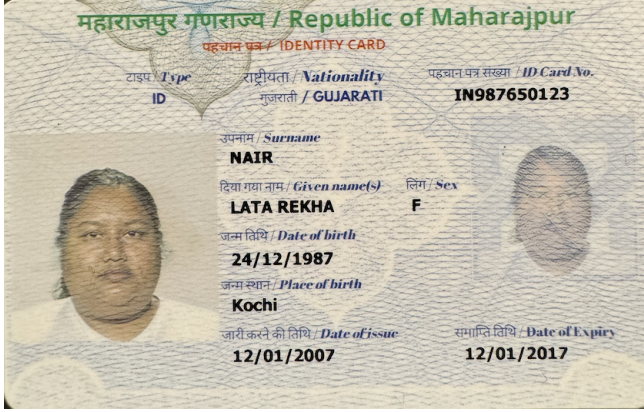 महाराजपुर गणराज्य / Republic of Maharajpur
पहचान पत्र / IDENTITY CARD
टाइप / Type
राष्ट्रीयता / Nationality
पहचान पत्र संख्या / ID Card No.
ID
गुजराती / GUJARATI
IN987650123
उपनाम / Surname
NAIR
दिया गया नाम / Given name(s)
लिंग / Sex
LATA REKHA
F
जन्म तिथि / Date of birth
24/12/1987
जन्म स्थान / Place of birth
Kochi
जारी करने की तिथि / Date of issue
समाप्ति तिथि / Date of Expiry
12/01/2007
12/01/2017